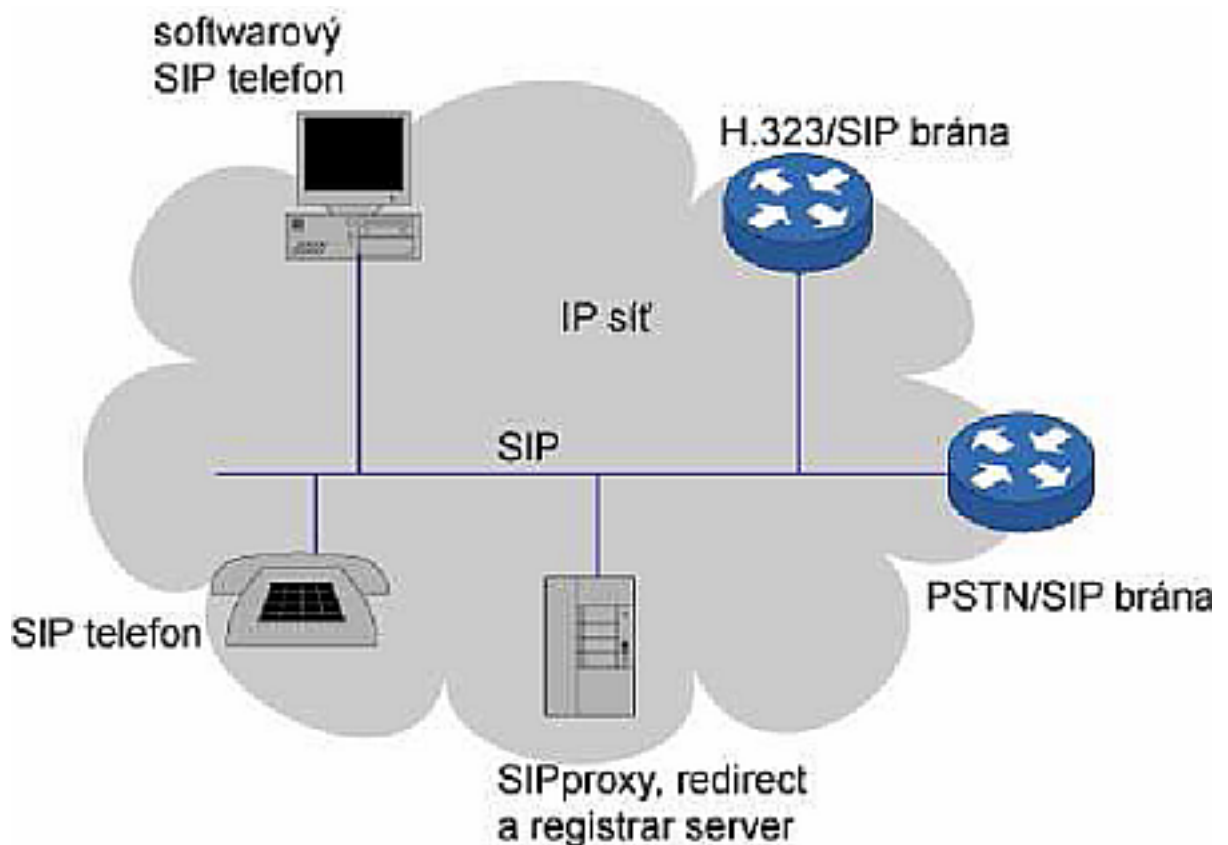 softwarový
SIP telefon
H.323/SIP brána
IP síť
SIP
PSTN/SIP brána
SIP telefon
SIPproxy, redirect
a registrar server